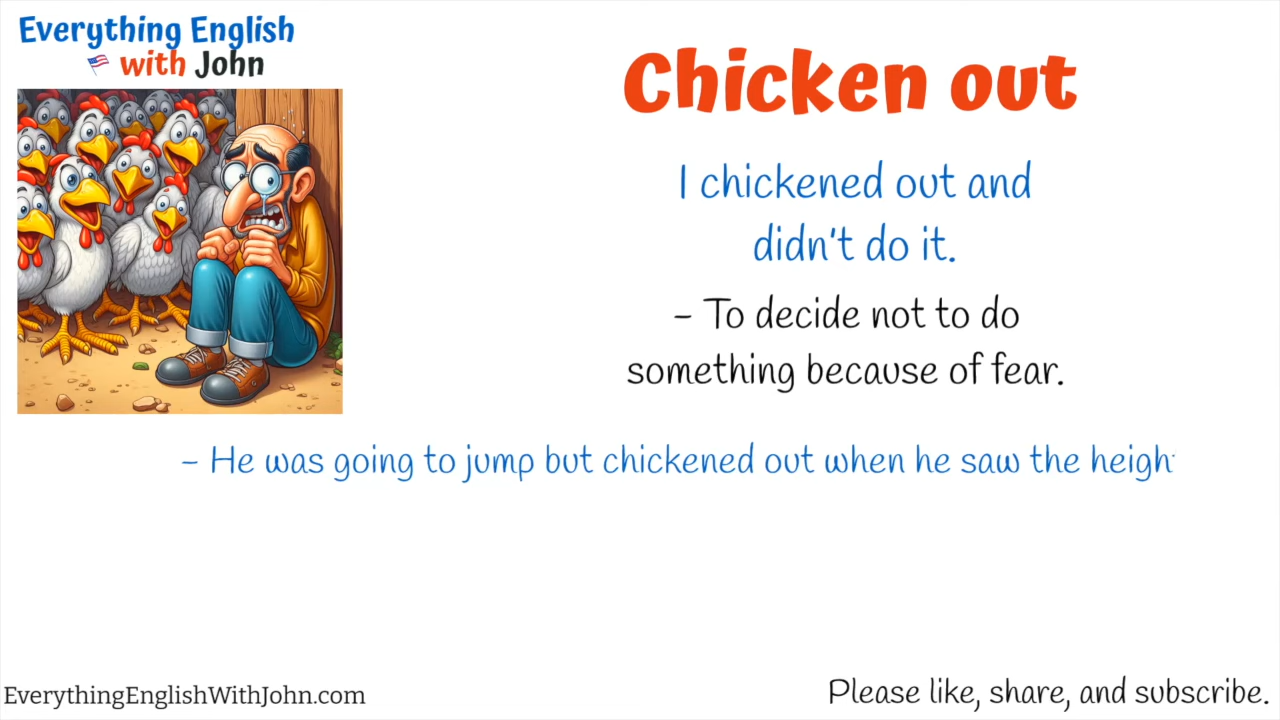 Everything English
with John
Chicken out
I chickened out and
didn't do it.
- To decide not to do
something because of fear.
- He was going to jump but chickened out when he saw the
EverythingEnglishWithJohn.com
Please like, share, and subscribe.